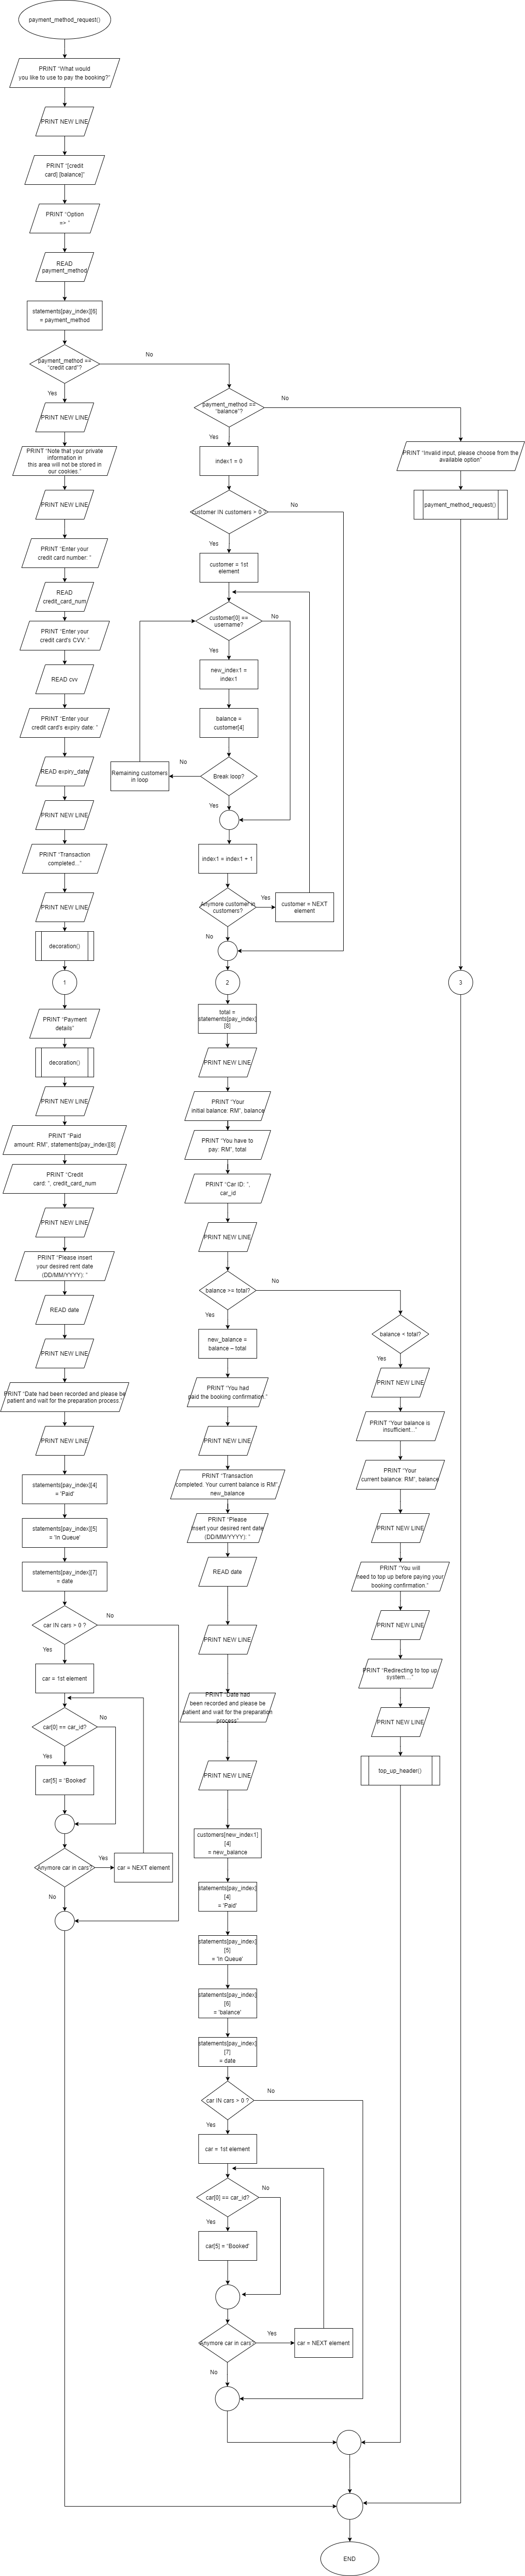 payment_method_request()
PRINT “What would
you like to use to pay the booking?”
PRINT NEW LINE
PRINT “[credit
card] [balance]”
PRINT “Option
=> “
READ
payment_method
statements[pay_index][6]
= payment_method
payment_method ==
“credit card”?
No
Yes
PRINT NEW LINE
PRINT “Note that your private
information in
this area will not be stored in
our cookies.”
PRINT NEW LINE
PRINT “Enter your
credit card number: “
READ
credit_card_num
PRINT “Enter your
credit card's CVV: “
READ cvv
PRINT “Enter your
credit card's expiry date: “
READ expiry_date
PRINT NEW LINE
PRINT “Transaction
completed...”
PRINT NEW LINE
decoration()
1
PRINT “Payment
details”
decoration()
PRINT NEW LINE
PRINT “Paid
amount: RM”, statements[pay_index][8]
PRINT “Credit
card: “, credit_card_num
PRINT NEW LINE
PRINT “Please insert
your desired rent date
(DD/MM/YYYY): “
READ date
PRINT NEW LINE
PRINT “Date had been recorded and please be
patient and wait for the preparation process.”
PRINT NEW LINE
statements[pay_index][4]
= 'Paid'
statements[pay_index][5]
= 'In Queue'
statements[pay_index][7]
= date
car IN cars > 0 ?
No
Yes
car = 1st element
car[0] == car_id?
No
Yes
car[5] = 'Booked'
Anymore car in cars?
Yes
car = NEXT element
No
payment_method ==
“balance”?
No
Yes
index1 = 0
customer IN customers > 0
No
Yes
customer = 1st
element
customer[0] ==
username?
No
Yes
new_index1 =
index1
balance =
customer[4]
Break loop?
No
Remaining customers
in loop
Yes
index1 = index1 + 1
Anymore customer in
customers?
Yes
customer = NEXT
element
No
2
total =
statements[pay_index]
[8]
PRINT NEW LINE
PRINT “Your
initial balance: RM”, balance
PRINT “You have to
pay: RM”, total
PRINT “Car ID: “,
car_id
PRINT NEW LINE
balance >= total?
No
Yes
new_balance =
balance – total
PRINT “You had
paid the booking confirmation.”
PRINT NEW LINE
PRINT “Transaction
completed. Your current balance is RM”
new_balance
PRINT “Please
insert your desired rent date
(DD/MM/YYYY): “
READ date
PRINT NEW LINE
PRINT “Date had
been recorded and please be
patient and wait for the preparation
process”
PRINT NEW LINE
customers[new_index1]
[4]
= new_balance
statements[pay_index]
[4]
= 'Paid'
statements[pay_index]
[5]
= 'In Queue'
statements[pay_index]
[6]
= 'balance'
statements[pay_index]
[7]
= date
car IN cars > 0 ?
No
Yes
car = 1st element
car[0] == car_id?
No
Yes
car[5] = 'Booked'
Anymore car in cars?
Yes
car = NEXT element
No
balance < total?
Yes
PRINT NEW LINE
PRINT “Your balance is
insufficient...”
PRINT “Your
current balance: RM”, balance
PRINT NEW LINE
PRINT “You will
need to top up before paying your
booking confirmation.”
PRINT NEW LINE
PRINT “Redirecting to top up
system....”
PRINT NEW LINE
top_up_header()
PRINT “Invalid input, please choose from the
available option”
payment_method_request()
3
END